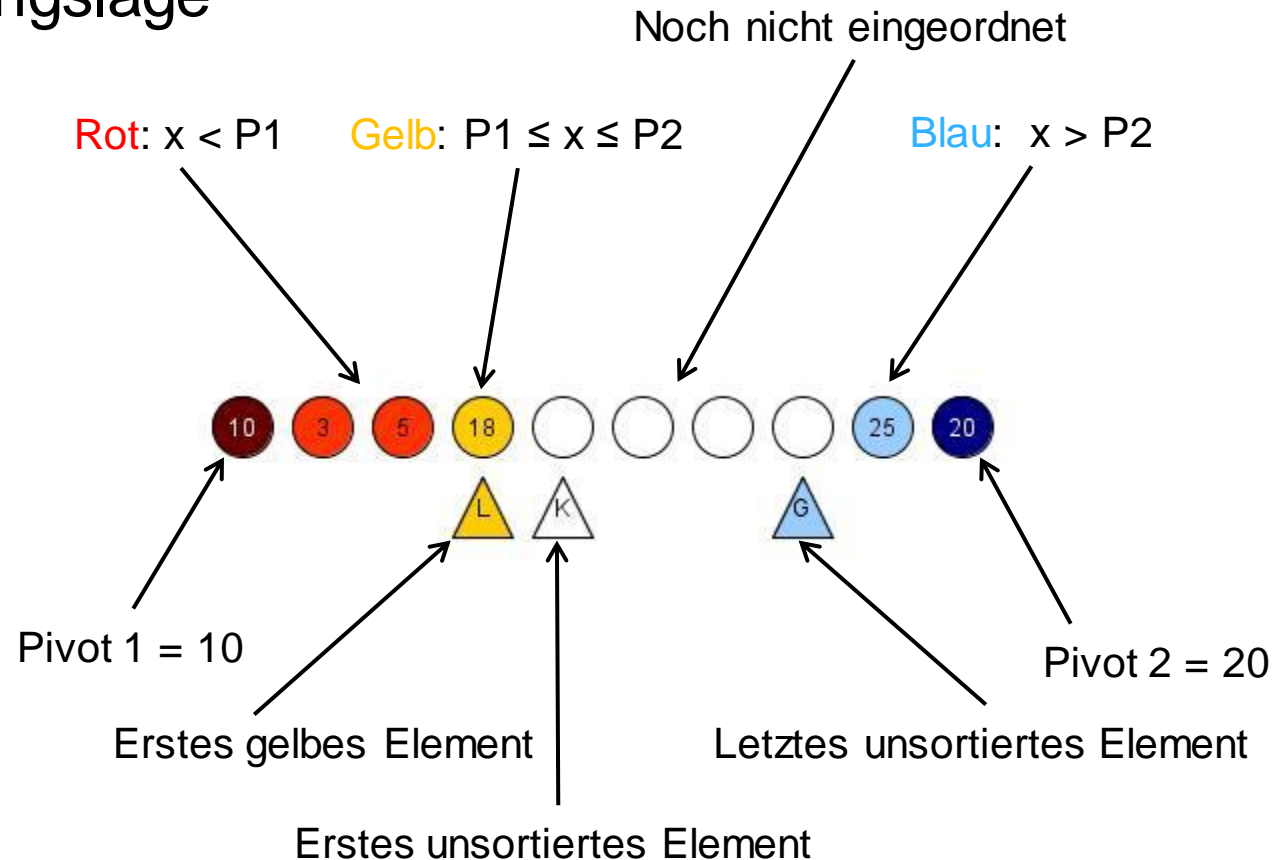 ngslage
Noch nicht eingeordnet
Rot: x < P1
Gelb: P1 ≤ x ≤ P2
Blau: x > P2
10 3 5 18 25 20
L K G
Pivot 1 = 10
Pivot 2 = 20
Erstes gelbes Element
Letztes unsortiertes Element
Erstes unsortiertes Element